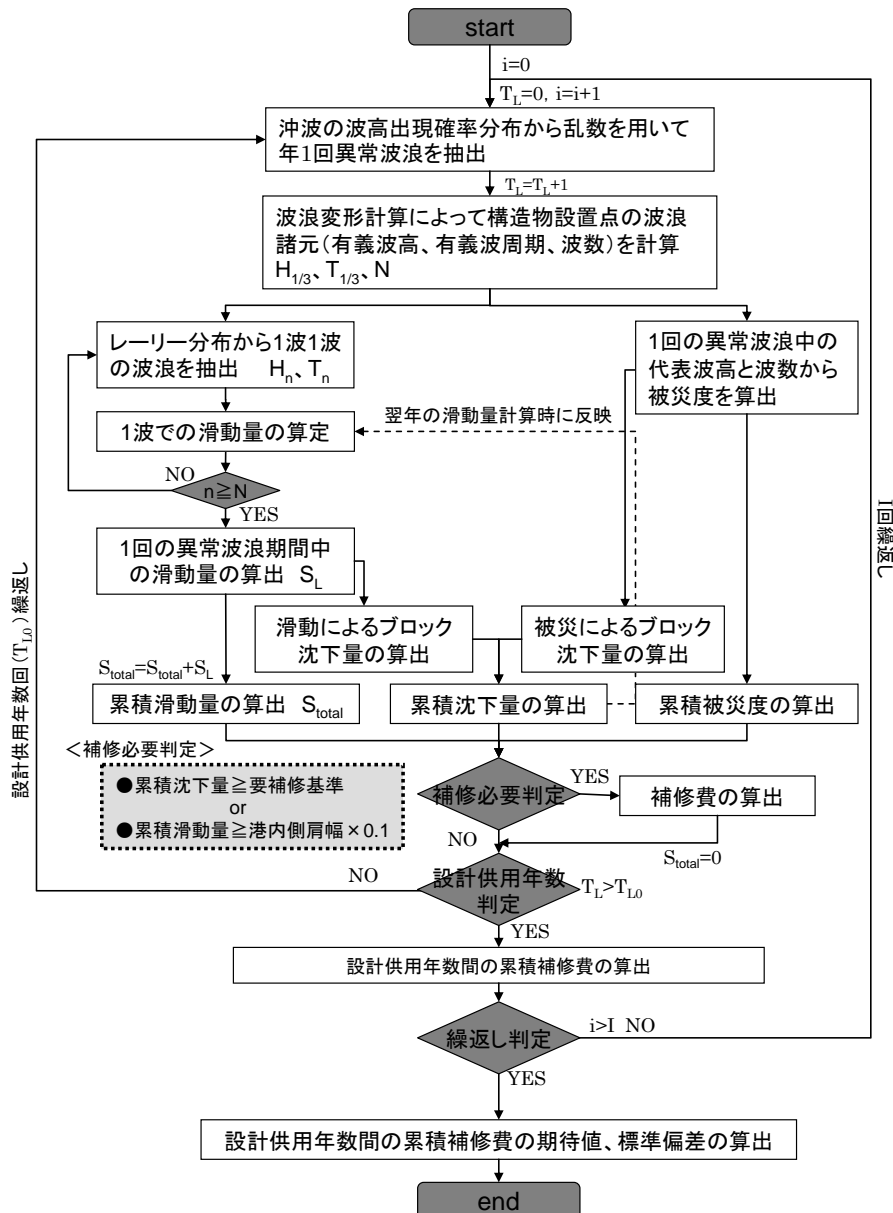 start
i=0
T_L=0, i=i+1
沖波の波高出現確率分布から乱数を用いて
年1回異常波浪を抽出
T_L=T_L+1
波浪変形計算によって構造物設置点の波浪
諸元(有義波高、有義波周期、波数)を計算
H_{1/3}、T_{1/3}、N
レーリー分布から1波1波
の波浪を抽出 H_n、T_n
1回の異常波浪中の
代表波高と波数から
被災度を算出
翌年の滑動量計算時に反映
1波での滑動量の算定
NO
n≧N
YES
1回の異常波浪期間中
の滑動量の算出 S_L
滑動によるブロック
沈下量の算出
被災によるブロック
沈下量の算出
S_{total}=S_{total}+S_L
累積滑動量の算出 S_{total}
累積沈下量の算出
累積被災度の算出
<補修必要判定>
●累積沈下量≧要補修基準
or
●累積滑動量≧港内側肩幅×0.1
補修必要判定
YES
補修費の算出
NO
S_{total}=0
NO
設計供用年数
判定
T_L>T_{L0}
YES
設計供用年数間の累積補修費の算出
繰返し判定
i>I NO
YES
設計供用年数間の累積補修費の期待値、標準偏差の算出
end
設計供用年数回(T_{L0})繰返し
I回繰返し